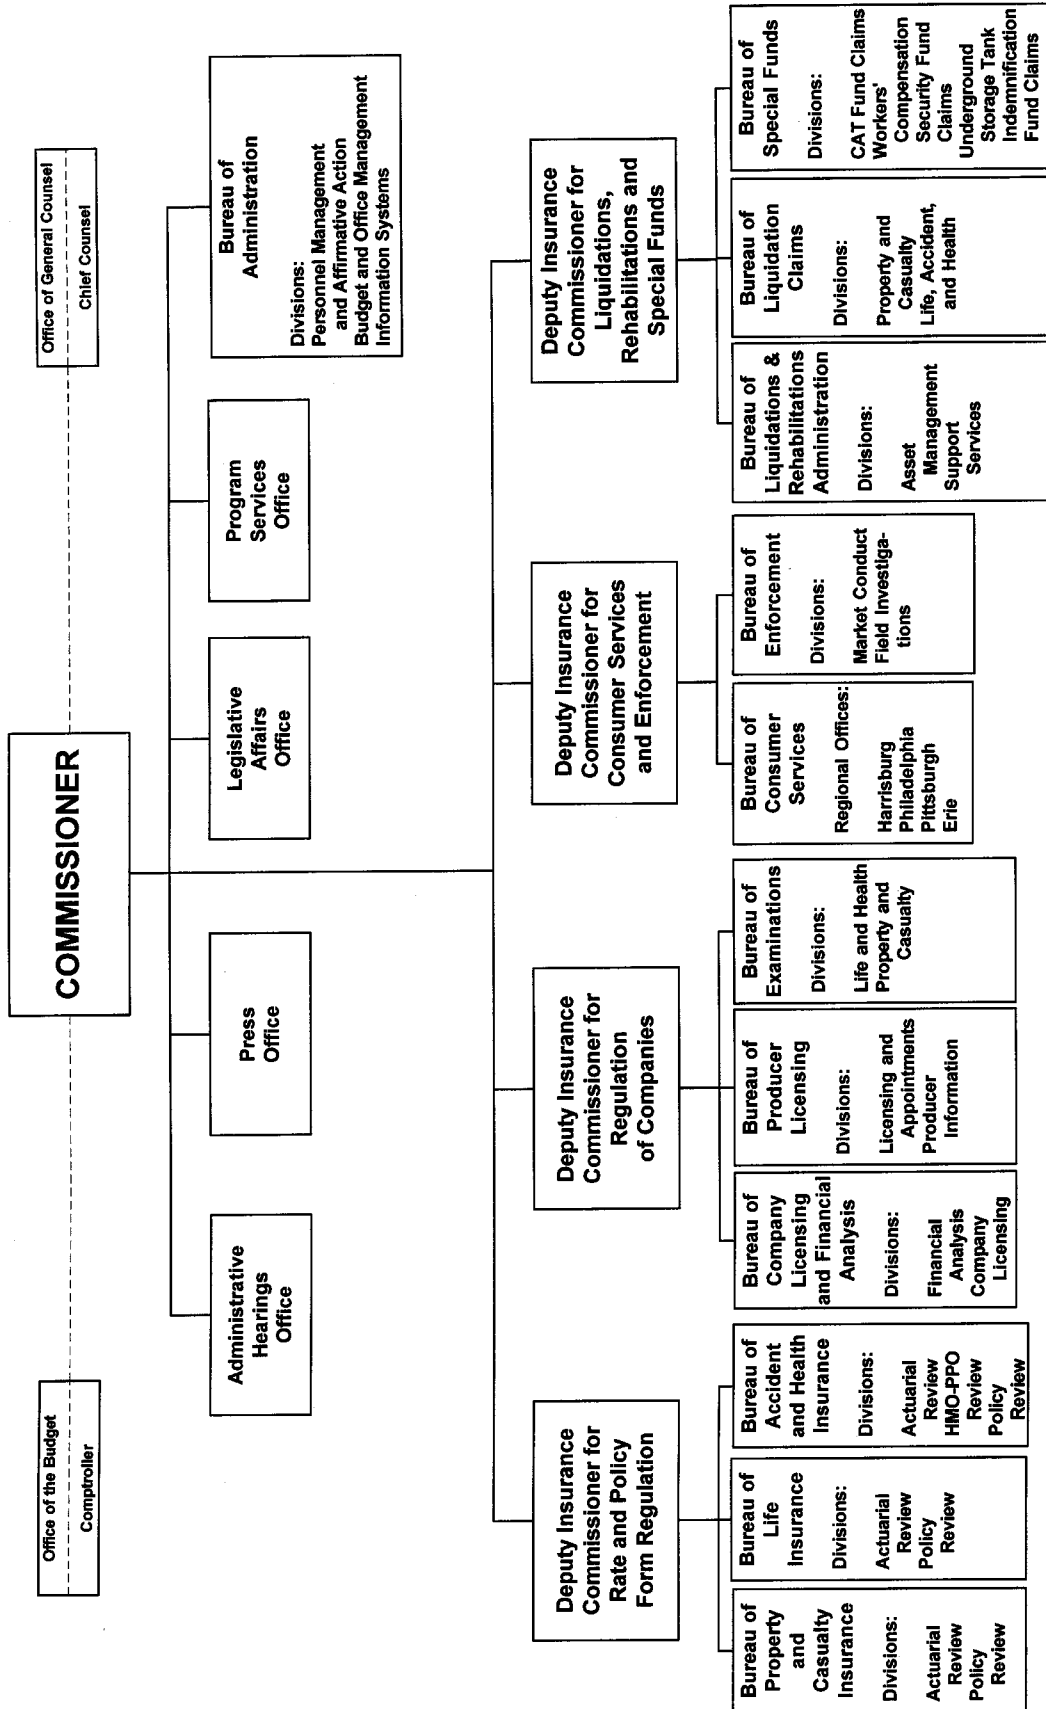 Office of the Budget
Comptroller
COMMISSIONER
Office of General Counsel
Chief Counsel
Administrative
Hearings
Office
Press
Office
Legislative
Affairs
Office
Program
Services
Office
Bureau of
Administration
Divisions:
Personnel Management
and Affirmative Action
Budget and Office Management
Information Systems
Deputy Insurance
Commissioner for
Rate and Policy
Form Regulation
Deputy Insurance
Commissioner for
Regulation
of Companies
Deputy Insurance
Commissioner for
Consumer Services
and Enforcement
Deputy Insurance
Commissioner for
Liquidations,
Rehabilitations and
Special Funds
Bureau of
Property
and
Casualty
Insurance
Divisions:
Actuarial
Review
Policy
Review
Bureau of
Life
Insurance
Divisions:
Actuarial
Review
Policy
Review
Bureau of
Accident
and Health
Insurance
Divisions:
Actuarial
Review
HMO-PPO
Review
Policy
Review
Bureau of
Company
Licensing
and Financial
Analysis
Divisions:
Financial
Analysis
Company
Licensing
Bureau of
Producer
Licensing
Divisions:
Licensing and
Appointments
Producer
Information
Bureau of
Examinations
Divisions:
Life and Health
Property and
Casualty
Bureau of
Consumer
Services
Regional Offices:
Harrisburg
Philadelphia
Pittsburgh
Erie
Bureau of
Enforcement
Divisions:
Market Conduct
Field Investiga-
tions
Bureau of
Liquidations &
Rehabilitations
Administration
Divisions:
Asset
Management
Support
Services
Bureau of
Liquidation
Claims
Divisions:
Property and
Casualty
Life, Accident,
and Health
Bureau of
Special Funds
Divisions:
CAT Fund Claims
Workers'
Compensation
Security Fund
Claims
Underground
Storage Tank
Indemnification
Fund Claims